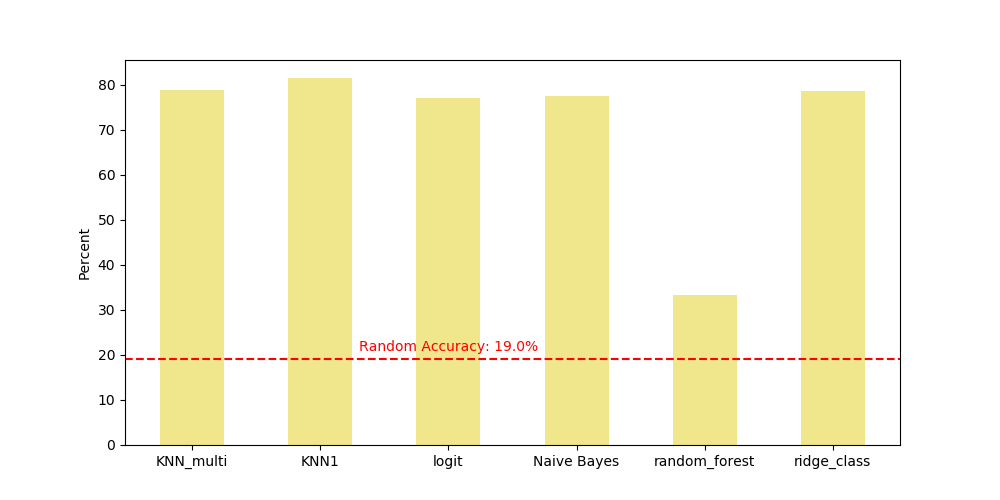 80
70
60
50
40
30
20
10
0
Percent
Random Accuracy: 19.0%
KNN_multi
KNN1
logit
Naive Bayes
random_forest
ridge_class